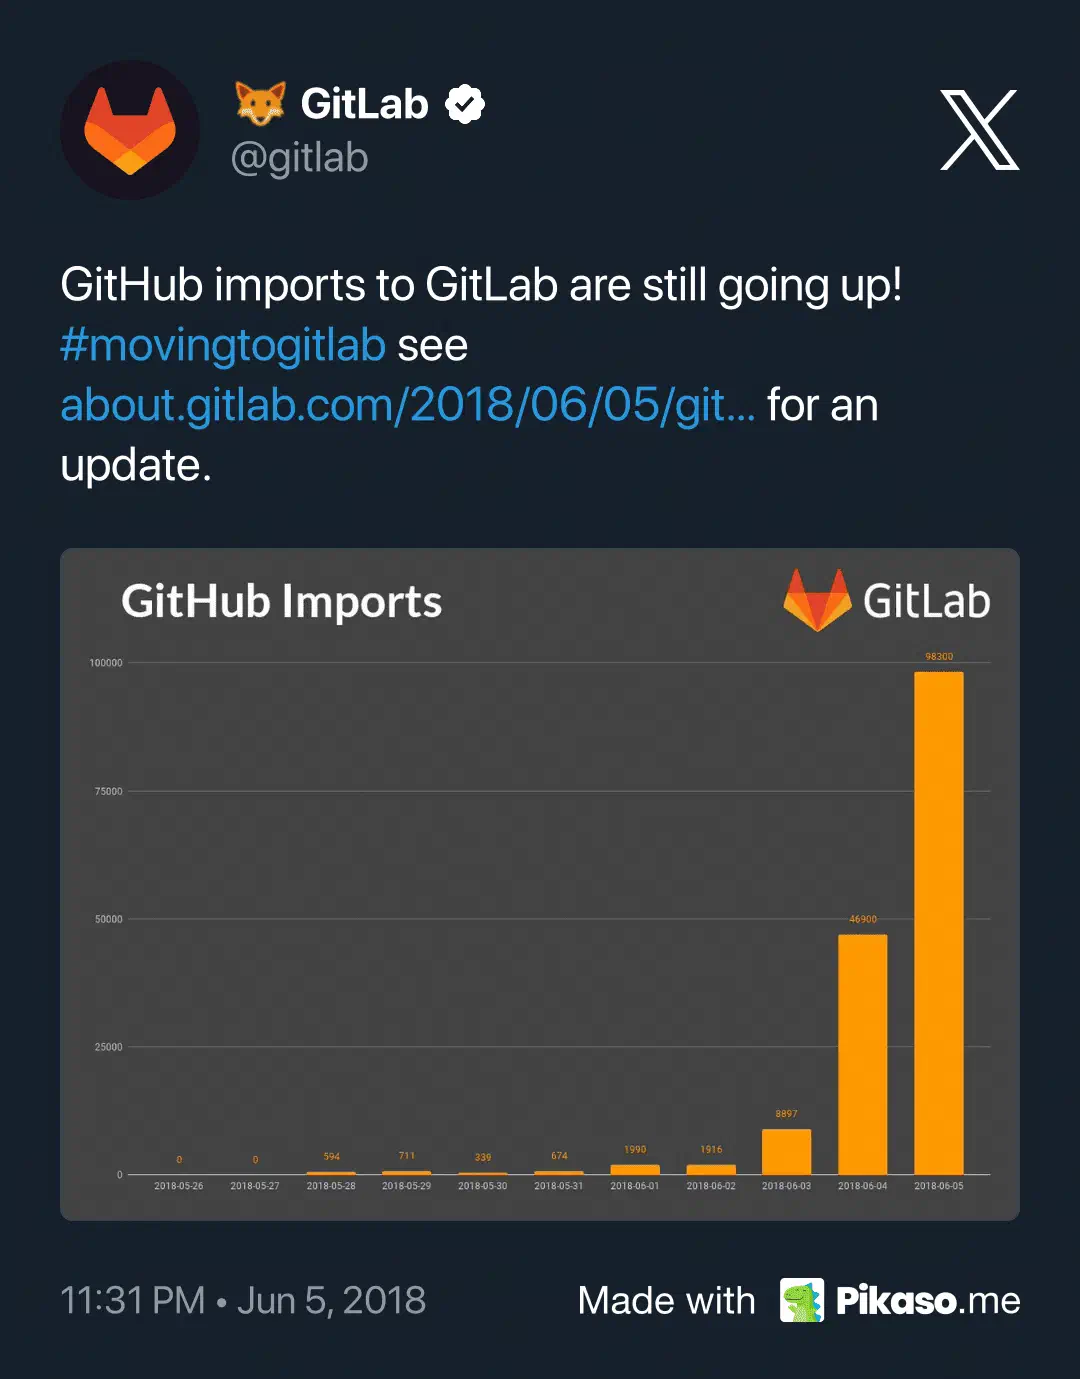 🦊 GitLab
@gitlab
GitHub imports to GitLab are still going up!
#movingtogitlab see
about.gitlab.com/2018/06/05/git… for an
update.
GitHub Imports
GitLab
100000
75000
50000
25000
0
0
0
594
711
339
674
1990
1916
8897
46900
98300
2018-05-26
2018-05-27
2018-05-28
2018-05-29
2018-05-30
2018-05-31
2018-06-01
2018-06-02
2018-06-03
2018-06-04
2018-06-05
11:31 PM • Jun 5, 2018
Made with Pikaso.me